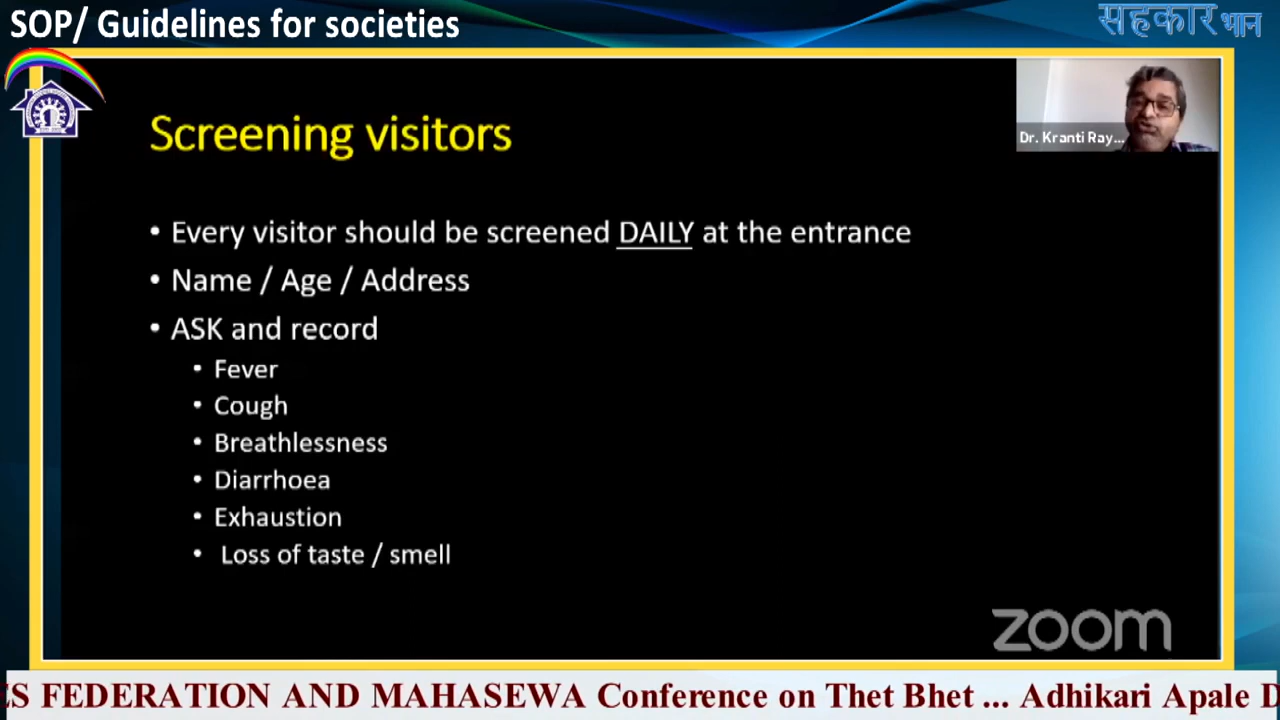 SOP/ Guidelines for societies
सहकार भान
Screening visitors
Dr. Kranti Ray...
• Every visitor should be screened DAILY at the entrance
• Name / Age / Address
• ASK and record
• Fever
• Cough
• Breathlessness
• Diarrhoea
• Exhaustion
• Loss of taste / smell
zoom
ES FEDERATION AND MAHASEWA Conference on Thet Bhet ... Adhikari Apale D